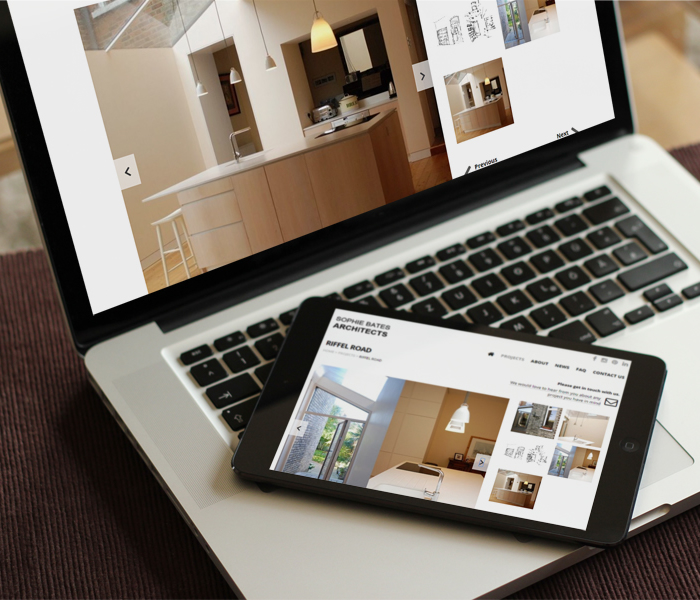 Previous
Next
SOPHIE BATES
ARCHITECTS
RIFFEL ROAD
PROJECTS
ABOUT
NEWS
FAQ
CONTACT US
Please get in touch with us
We would love to hear from you about any
project you have in mind